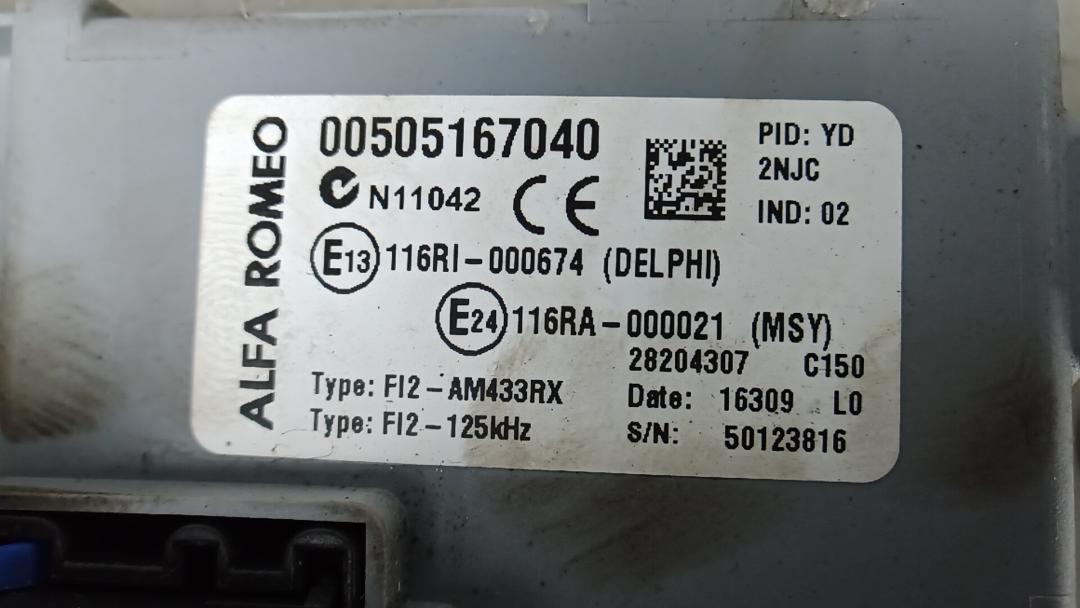 ALFA ROMEO
00505167040
PID: YD
2NJC
N11042 CE
IND: 02
E13 116RI-000674 (DELPHI)
E24 116RA-000021 (MSY)
28204307 C150
Type: FI2-AM433RX
Date: 16309 L0
Type: FI2-125kHz
S/N: 50123816